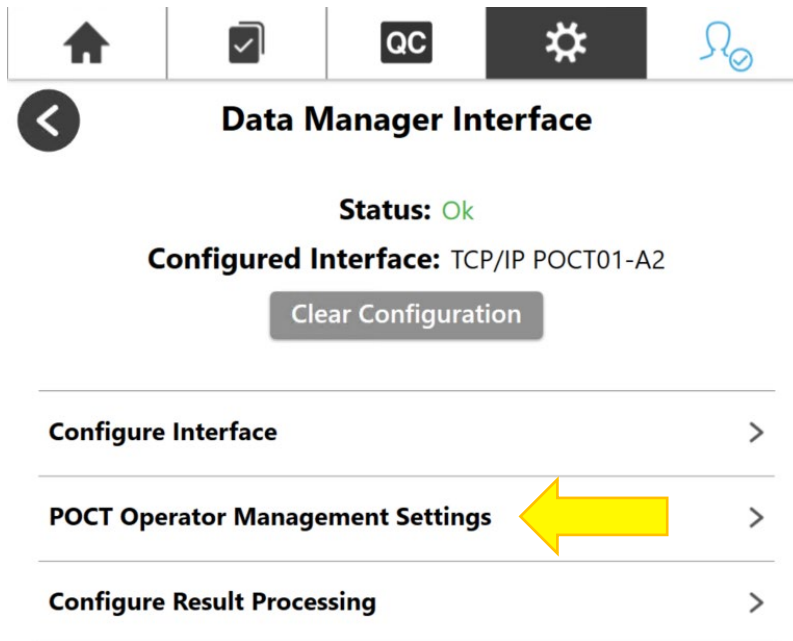 QC
Data Manager Interface
Status: Ok
Configured Interface: TCP/IP POCT01-A2
Clear Configuration
Configure Interface
POCT Operator Management Settings
Configure Result Processing